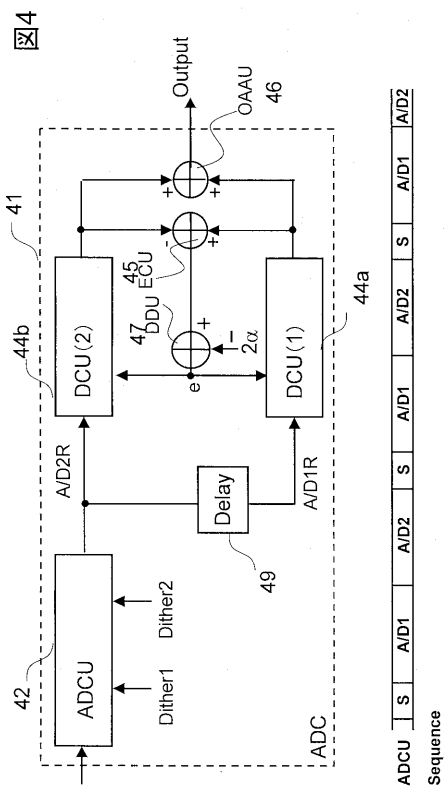 図4
41
42
ADCU
Dither1
Dither2
ADC
A/D2R
44b
DCU(2)
Delay
49
A/D1R
e
47
DDU
+
−
2α
45
ECU
-
+
DCU(1)
44a
+
+
OAAU
46
Output
ADCU S A/D1 A/D2 S A/D1 A/D2 S A/D1 A/D2
Sequence